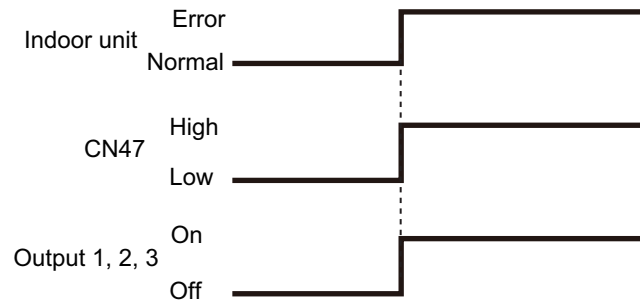 Error
Indoor unit
Normal
High
CN47
Low
On
Output 1, 2, 3
Off